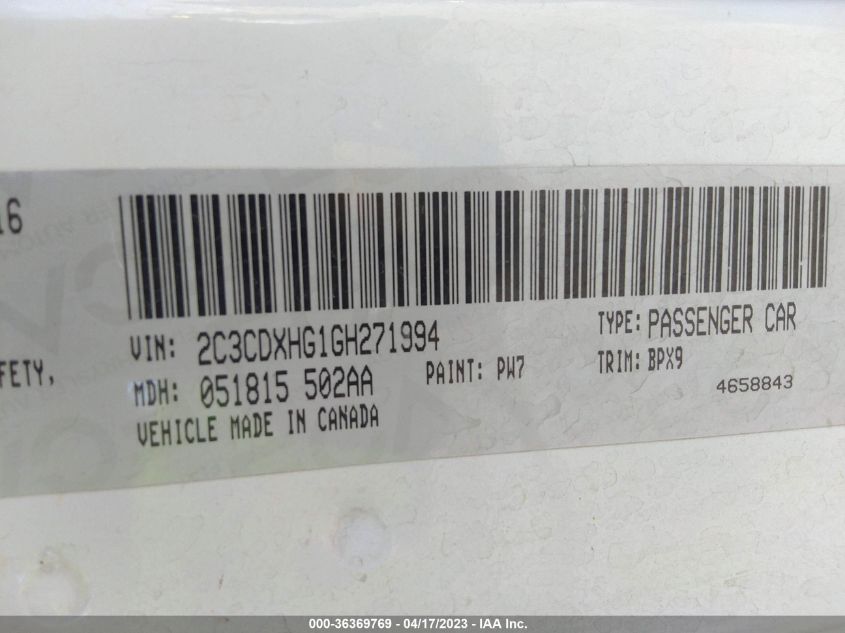 16
VIN: 2C3CDXHG1GH271994
TYPE: PASSENGER CAR
FETY,
MDH: 051815 502AA
PAINT: PW7
TRIM: BPX9
4658843
VEHICLE MADE IN CANADA
000-36369769 - 04/17/2023 - IAA Inc.